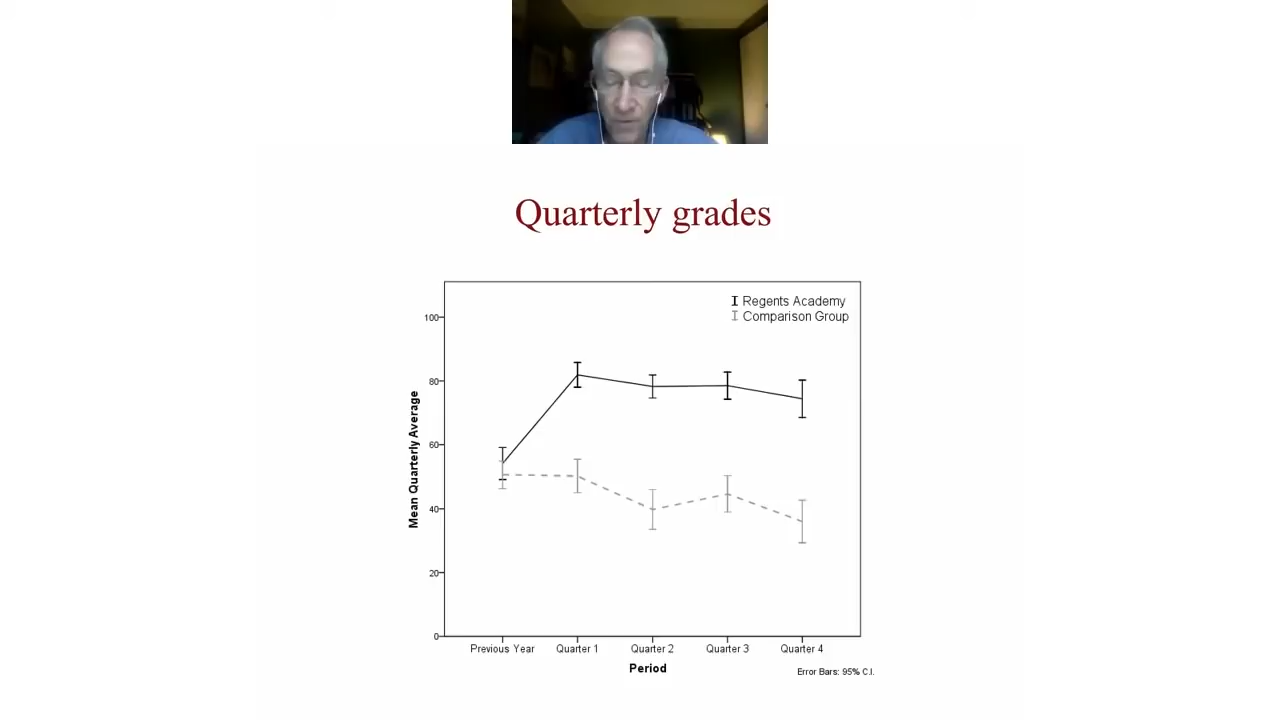 Quarterly grades
Regents Academy
Comparison Group
100
80
60
40
20
0
Mean Quarterly Average
Previous Year
Quarter 1
Quarter 2
Quarter 3
Quarter 4
Period
Error Bars: 95% C.I.